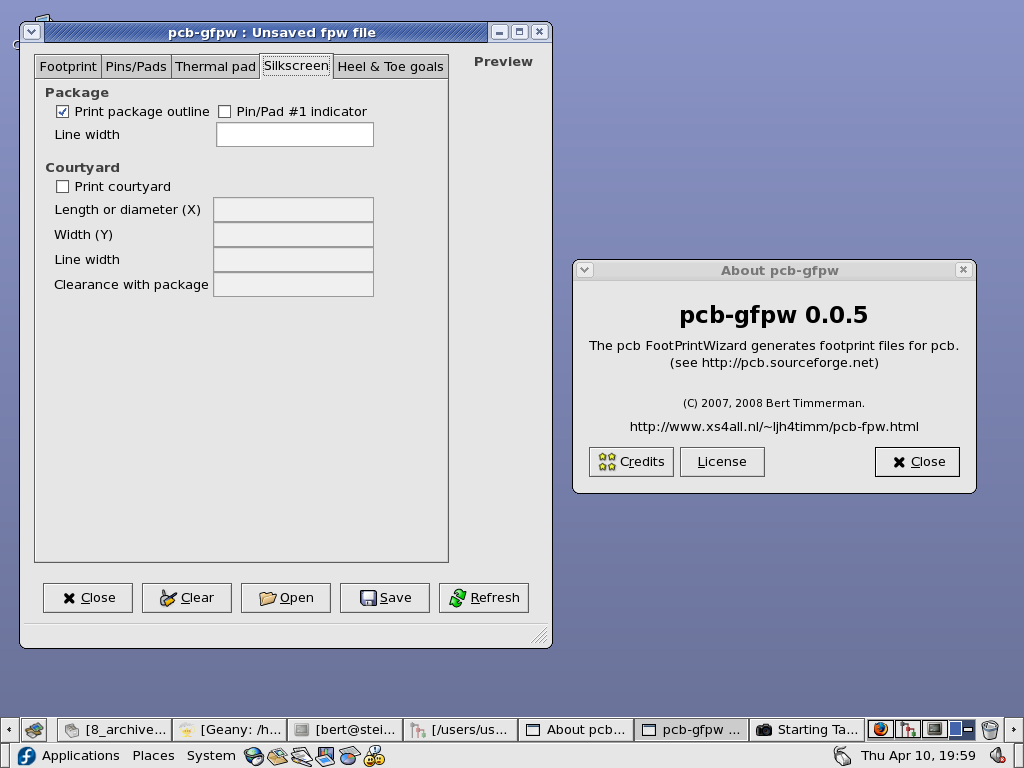 pcb-gfpw : Unsaved fpw file
Footprint Pins/Pads Thermal pad Silkscreen Heel & Toe goals
Preview
Package
Print package outline Pin/Pad #1 indicator
Line width
Courtyard
Print courtyard
Length or diameter (X)
Width (Y)
Line width
Clearance with package
Close Clear Open Save Refresh
About pcb-gfpw
pcb-gfpw 0.0.5
The pcb FootPrintWizard generates footprint files for pcb.
(see http://pcb.sourceforge.net)
(C) 2007, 2008 Bert Timmerman.
http://www.xs4all.nl/~ljh4timm/pcb-fpw.html
Credits License Close
[8_archive... [Geany: /h... [bert@stei... [/users/us... About pcb... pcb-gfpw ... Starting Ta...
Applications Places System Thu Apr 10, 19:59